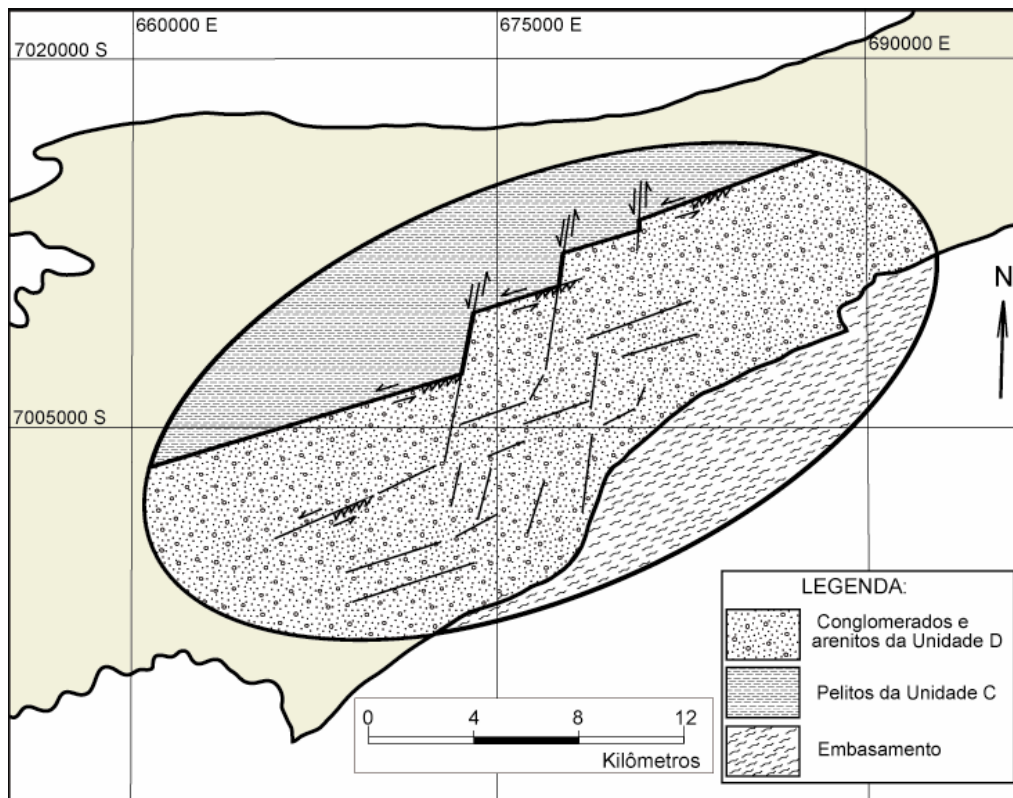 660000 E
675000 E
690000 E
7020000 S
N
7005000 S
LEGENDA:
Conglomerados e
arenitos da Unidade D
Pelitos da Unidade C
Embasamento
0 4 8 12
Kilômetros